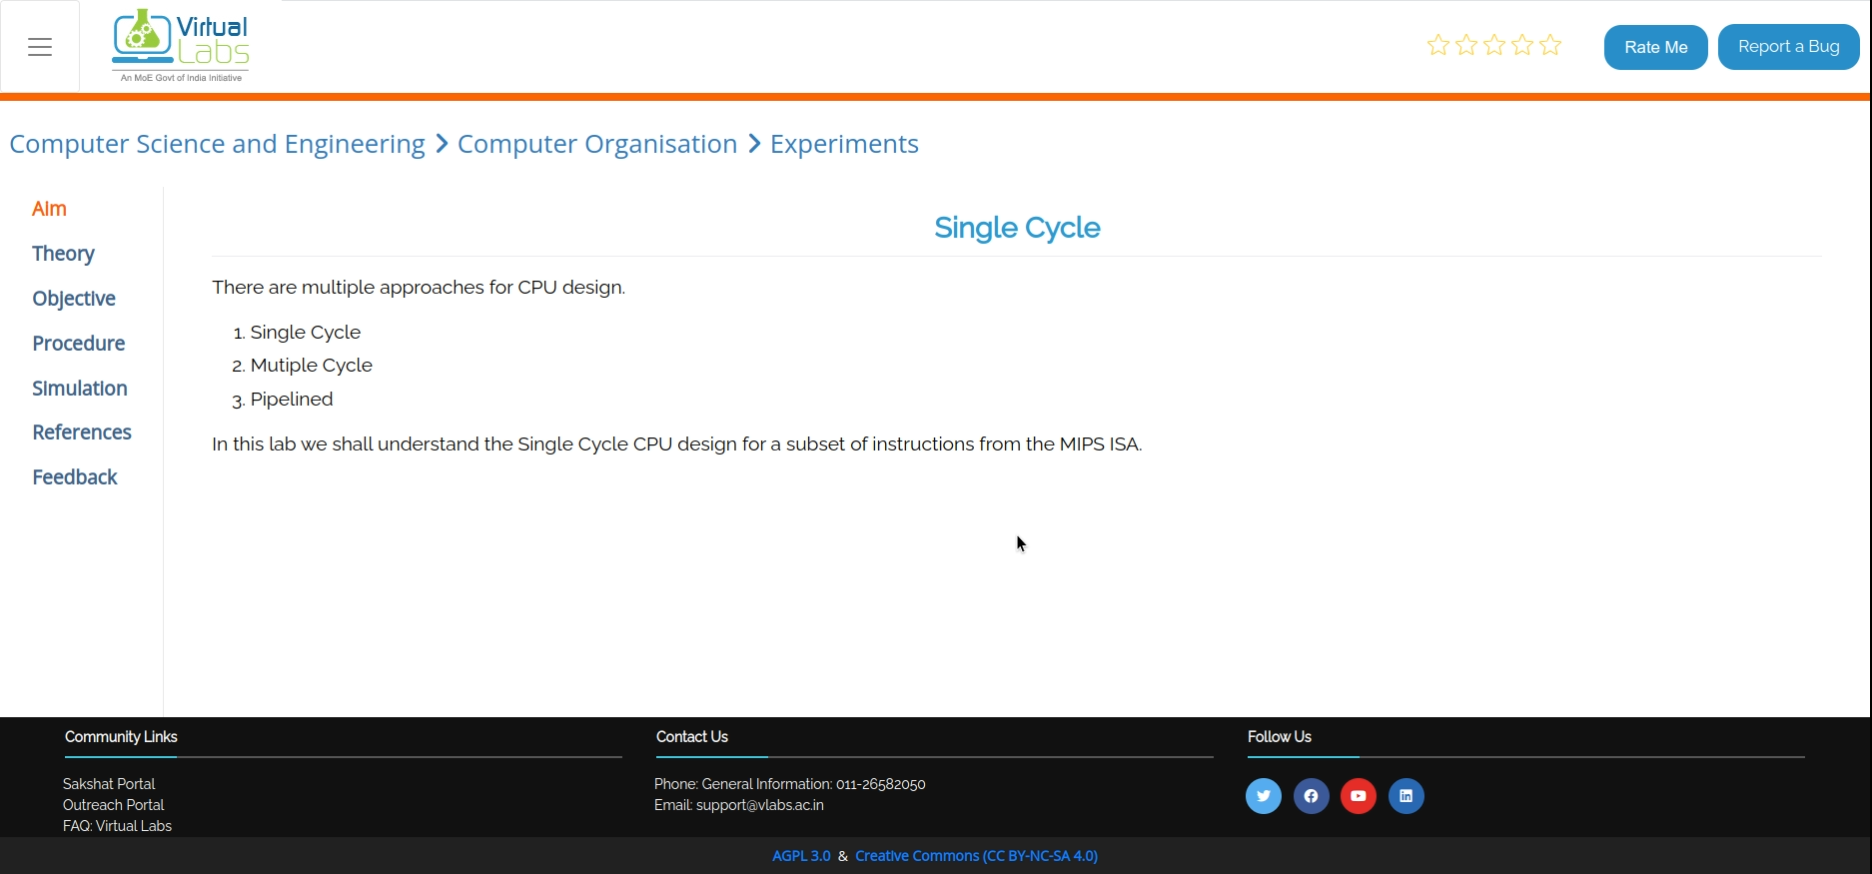 Virtual
Labs
An MoE Govt of India Initiative
Rate Me
Report a Bug
Computer Science and Engineering > Computer Organisation > Experiments
Aim
Theory
Objective
Procedure
Simulation
References
Feedback
Single Cycle
There are multiple approaches for CPU design.
1. Single Cycle
2. Mutiple Cycle
3. Pipelined
In this lab we shall understand the Single Cycle CPU design for a subset of instructions from the MIPS ISA.
Community Links
Sakshat Portal
Outreach Portal
FAQ: Virtual Labs
Contact Us
Phone: General Information: 011-26582050
Email: support@vlabs.ac.in
Follow Us
AGPL 3.0 & Creative Commons (CC BY-NC-SA 4.0)